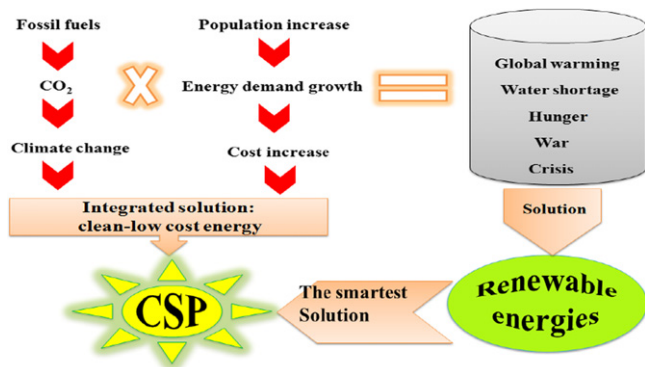 Fossil fuels
CO₂
Climate change
X
Population increase
Energy demand growth
Cost increase
Global warming
Water shortage
Hunger
War
Crisis
Integrated solution:
clean-low cost energy
Solution
CSP
The smartest
Solution
Renewable
energies